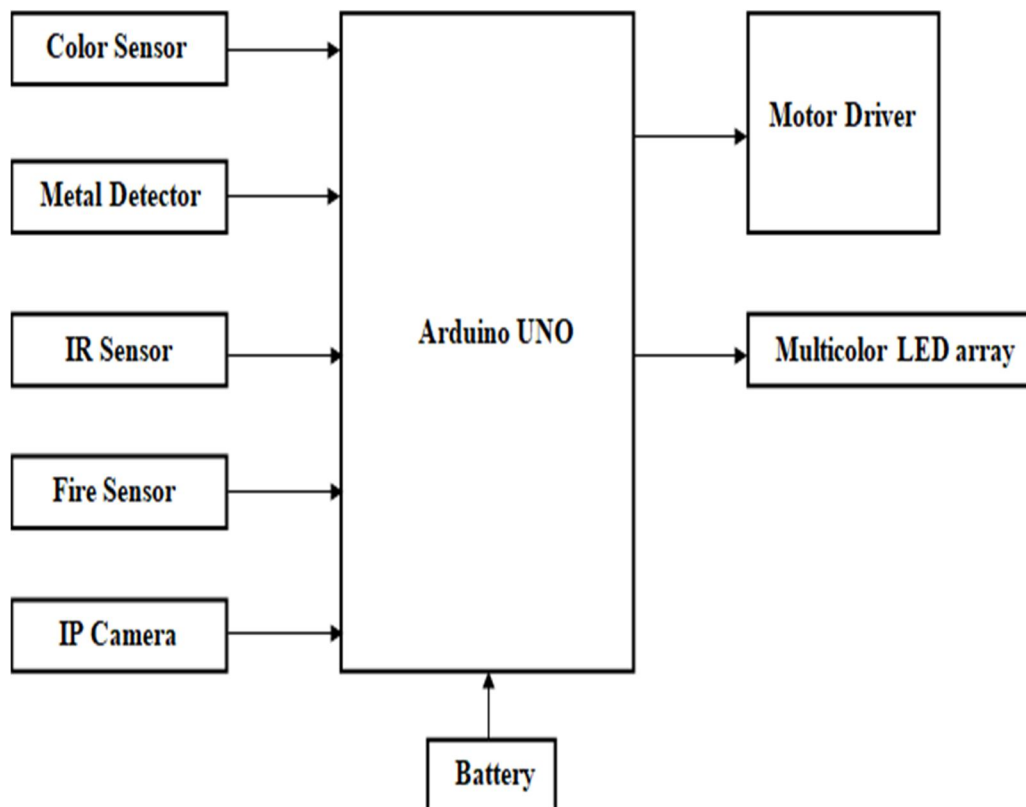 Color Sensor
Metal Detector
IR Sensor
Fire Sensor
IP Camera
Arduino UNO
Battery
Motor Driver
Multicolor LED array